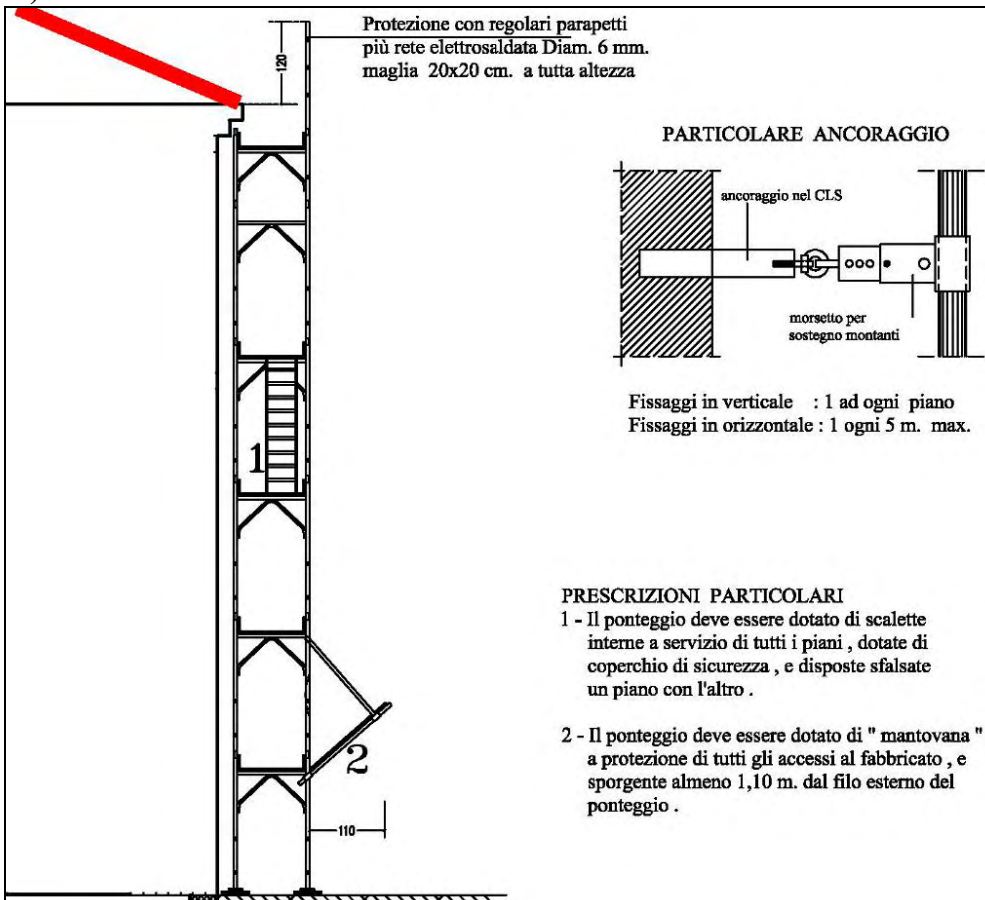 Protezione con regolari parapetti
più rete elettrosaldata Diam. 6 mm.
maglia 20x20 cm. a tutta altezza
120
PARTICOLARE ANCORAGGIO
ancoraggio nel CLS
morsetto per
sostegno montanti
Fissaggi in verticale : 1 ad ogni piano
Fissaggi in orizzontale : 1 ogni 5 m. max.
1
2
110
PRESCRIZIONI PARTICOLARI
1 - Il ponteggio deve essere dotato di scalette
interne a servizio di tutti i piani , dotate di
coperchio di sicurezza , e disposte sfalsate
un piano con l'altro .
2 - Il ponteggio deve essere dotato di " mantovana "
a protezione di tutti gli accessi al fabbricato , e
sporgente almeno 1,10 m. dal filo esterno del
ponteggio .